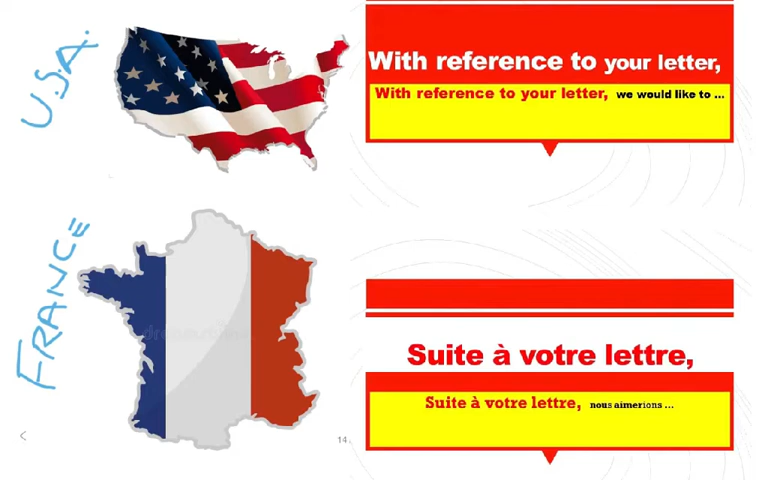 U.S.A.
With reference to your letter,
With reference to your letter, we would like to ...
FRANCE
Suite à votre lettre,
Suite à votre lettre, nous aimerions ...
14